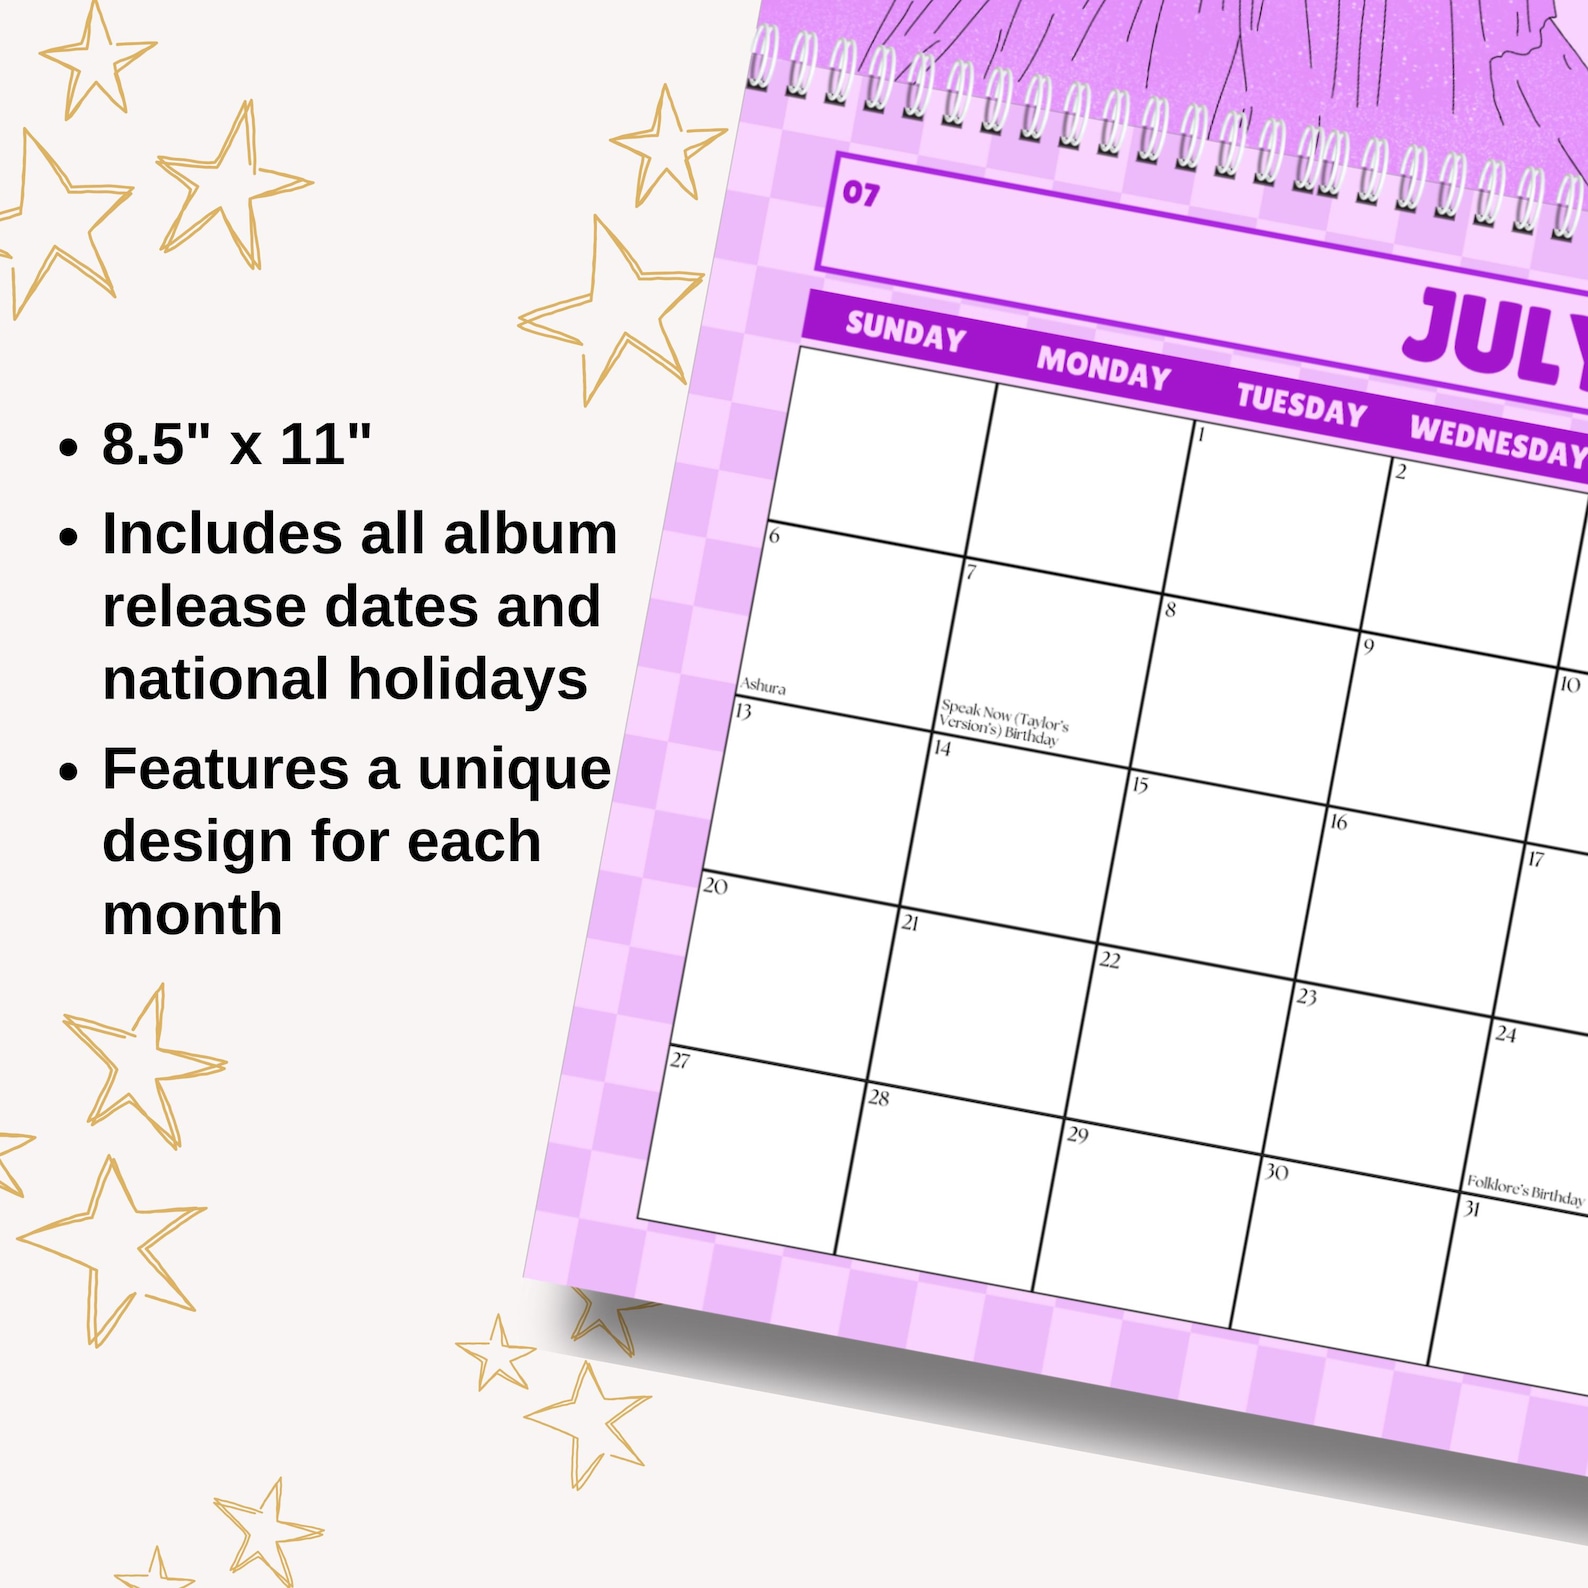 • 8.5" x 11"
• Includes all album
release dates and
national holidays
• Features a unique
design for each
month
07
JULY
SUNDAY MONDAY TUESDAY WEDNESDAY
1 2
6 7 8 9 10
Ashura
Speak Now (Taylor's
Version's) Birthday
13 14 15 16 17
20 21 22 23 24
Folklore's Birthday
27 28 29 30 31